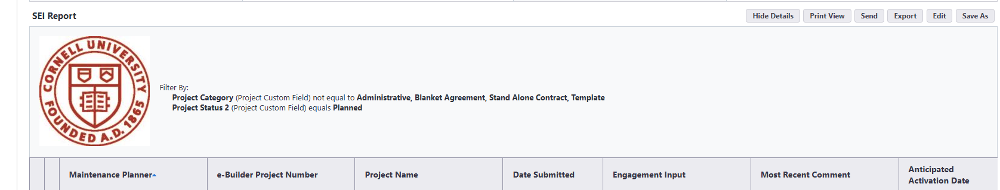 SEI Report
Hide Details Print View Send Export Edit Save As
CORNELL UNIVERSITY
FOUNDED A.D. 1865
Filter By:
Project Category (Project Custom Field) not equal to Administrative, Blanket Agreement, Stand Alone Contract, Template
Project Status 2 (Project Custom Field) equals Planned
Maintenance Planner e-Builder Project Number Project Name Date Submitted Engagement Input Most Recent Comment Anticipated
Activation Date